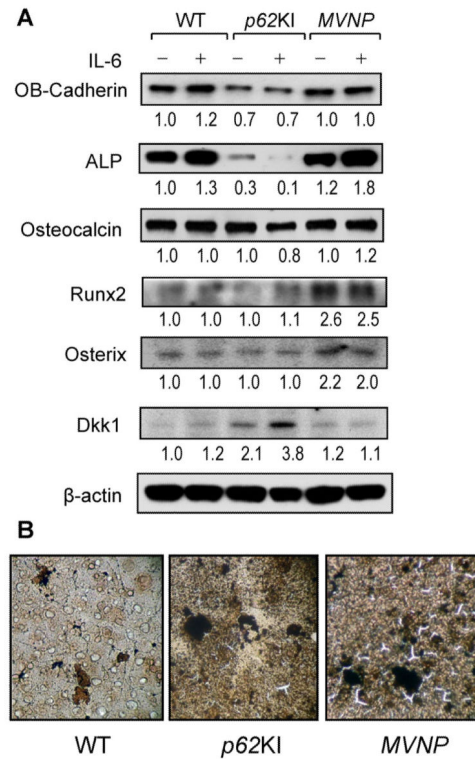 A
WT p62KI MVNP
IL-6 – + – + – +
OB-Cadherin
1.0 1.2 0.7 0.7 1.0 1.0
ALP
1.0 1.3 0.3 0.1 1.2 1.8
Osteocalcin
1.0 1.0 1.0 0.8 1.0 1.2
Runx2
1.0 1.0 1.0 1.1 2.6 2.5
Osterix
1.0 1.0 1.0 1.0 2.2 2.0
Dkk1
1.0 1.2 2.1 3.8 1.2 1.1
β-actin
B
WT p62KI MVNP